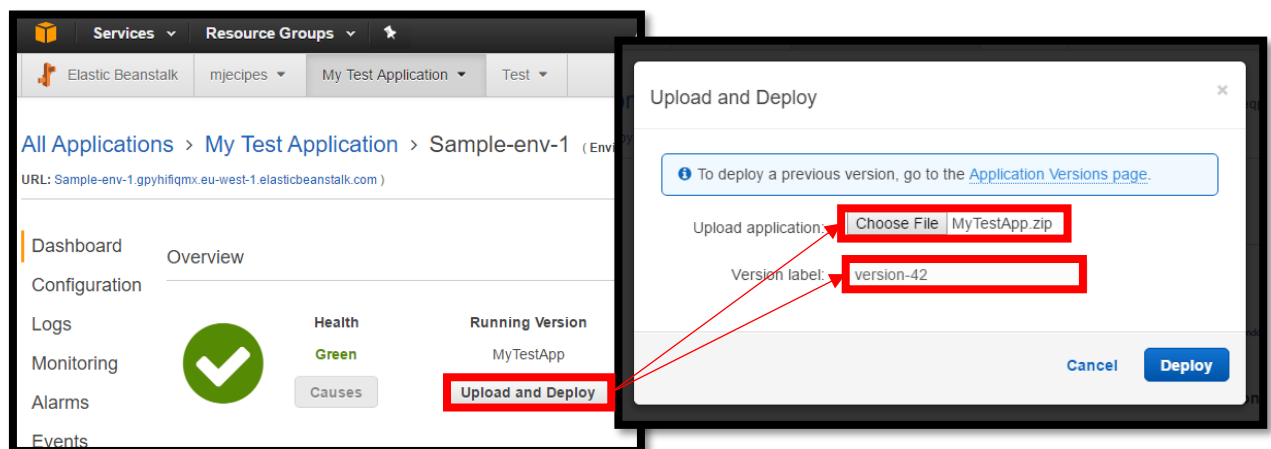 Services Resource Groups
Elastic Beanstalk mjecipes My Test Application Test
All Applications > My Test Application > Sample-env-1 ( Envi
URL: Sample-env-1.gpyhifiqmx.eu-west-1.elasticbeanstalk.com )
Dashboard
Configuration
Logs
Monitoring
Alarms
Events
Overview
Health Running Version
Green MyTestApp
Causes Upload and Deploy
Upload and Deploy ×
To deploy a previous version, go to the Application Versions page.
Upload application: Choose File MyTestApp.zip
Version label: version-42
Cancel Deploy